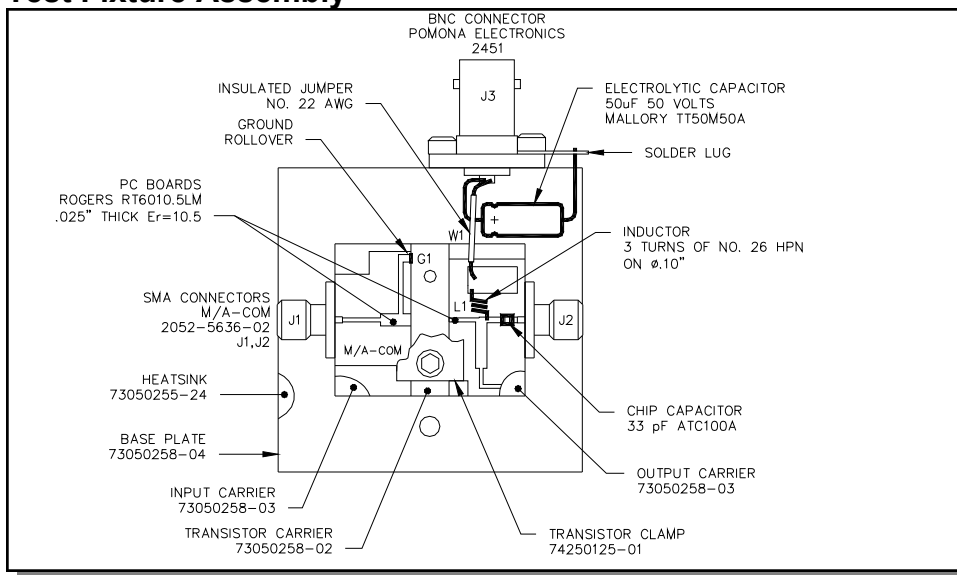 Test Fixture Assembly
BNC CONNECTOR
POMONA ELECTRONICS
2451
J3
INSULATED JUMPER
NO. 22 AWG
GROUND
ROLLOVER
ELECTROLYTIC CAPACITOR
50uF 50 VOLTS
MALLORY TT50M50A
SOLDER LUG
PC BOARDS
ROGERS RT6010.5LM
.025" THICK Er=10.5
+
W1
INDUCTOR
3 TURNS OF NO. 26 HPN
ON ø.10"
G1
L1
SMA CONNECTORS
M/A-COM
2052-5636-02
J1,J2
J1
J2
M/A-COM
HEATSINK
73050255-24
CHIP CAPACITOR
33 pF ATC100A
BASE PLATE
73050258-04
OUTPUT CARRIER
73050258-03
INPUT CARRIER
73050258-03
TRANSISTOR CARRIER
73050258-02
TRANSISTOR CLAMP
74250125-01